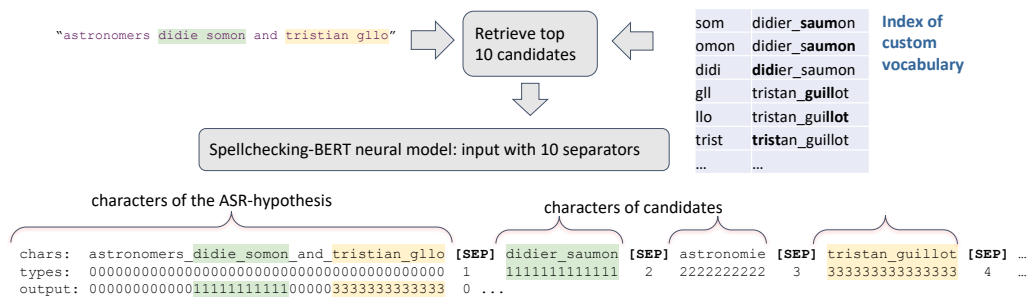 "astronomers didie somon and tristian gllo"
Retrieve top
10 candidates
som didier_saumon
omon didier_saumon
didi didier_saumon
gll tristan_guillot
llo tristan_guillot
trist tristan_guillot
… …
Index of
custom
vocabulary
Spellchecking-BERT neural model: input with 10 separators
characters of the ASR-hypothesis
characters of candidates
chars: astronomers_didie_somon_and_tristian_gllo [SEP] didier_saumon [SEP] astronomie [SEP] tristan_guillot [SEP] …
types: 00000000000000000000000000000000000000000 1 1111111111111 2 2222222222 3 333333333333333 4 …
output: 00000000000011111111111000003333333333333 0 ...